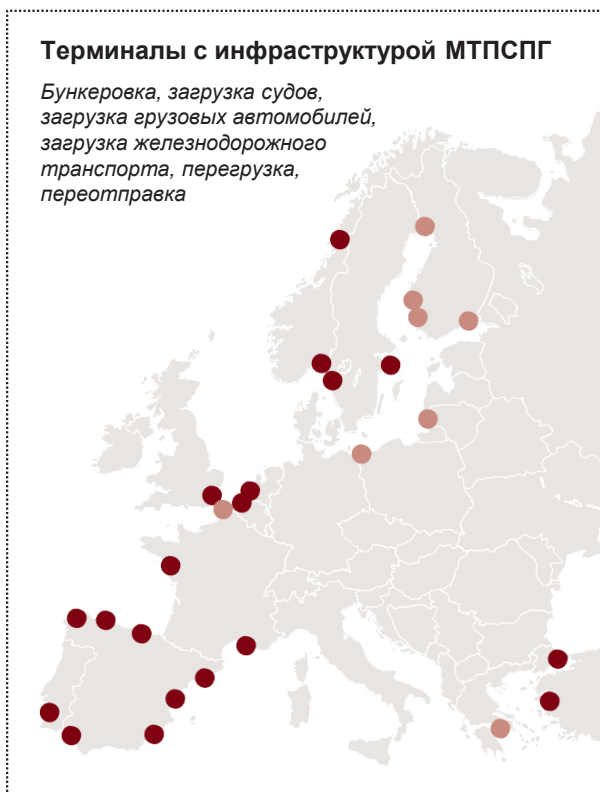 Терминалы с инфраструктурой МТПСПГ
Бункеровка, загрузка судов,
загрузка грузовых автомобилей,
загрузка железнодорожного
транспорта, перегрузка,
переотправка